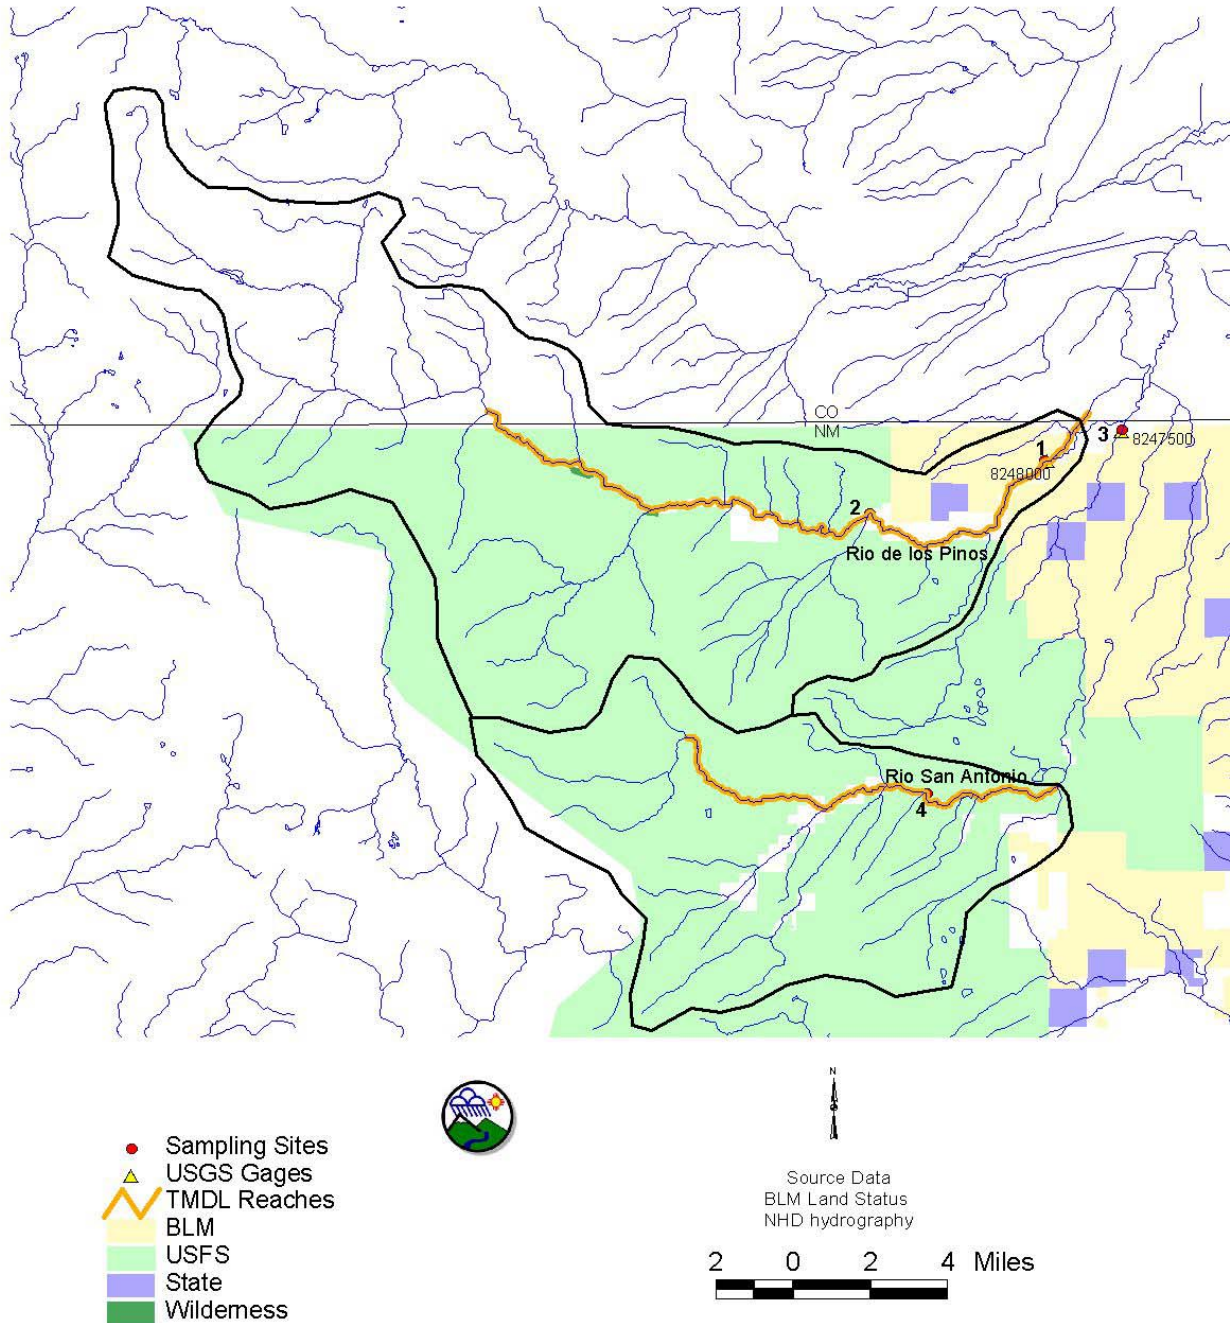 CO
NM
3
8247500
1
8248000
2
Rio de los Pinos
Rio San Antonio
4
N
Sampling Sites
USGS Gages
TMDL Reaches
BLM
USFS
State
Wilderness
Source Data
BLM Land Status
NHD hydrography
2 0 2 4 Miles